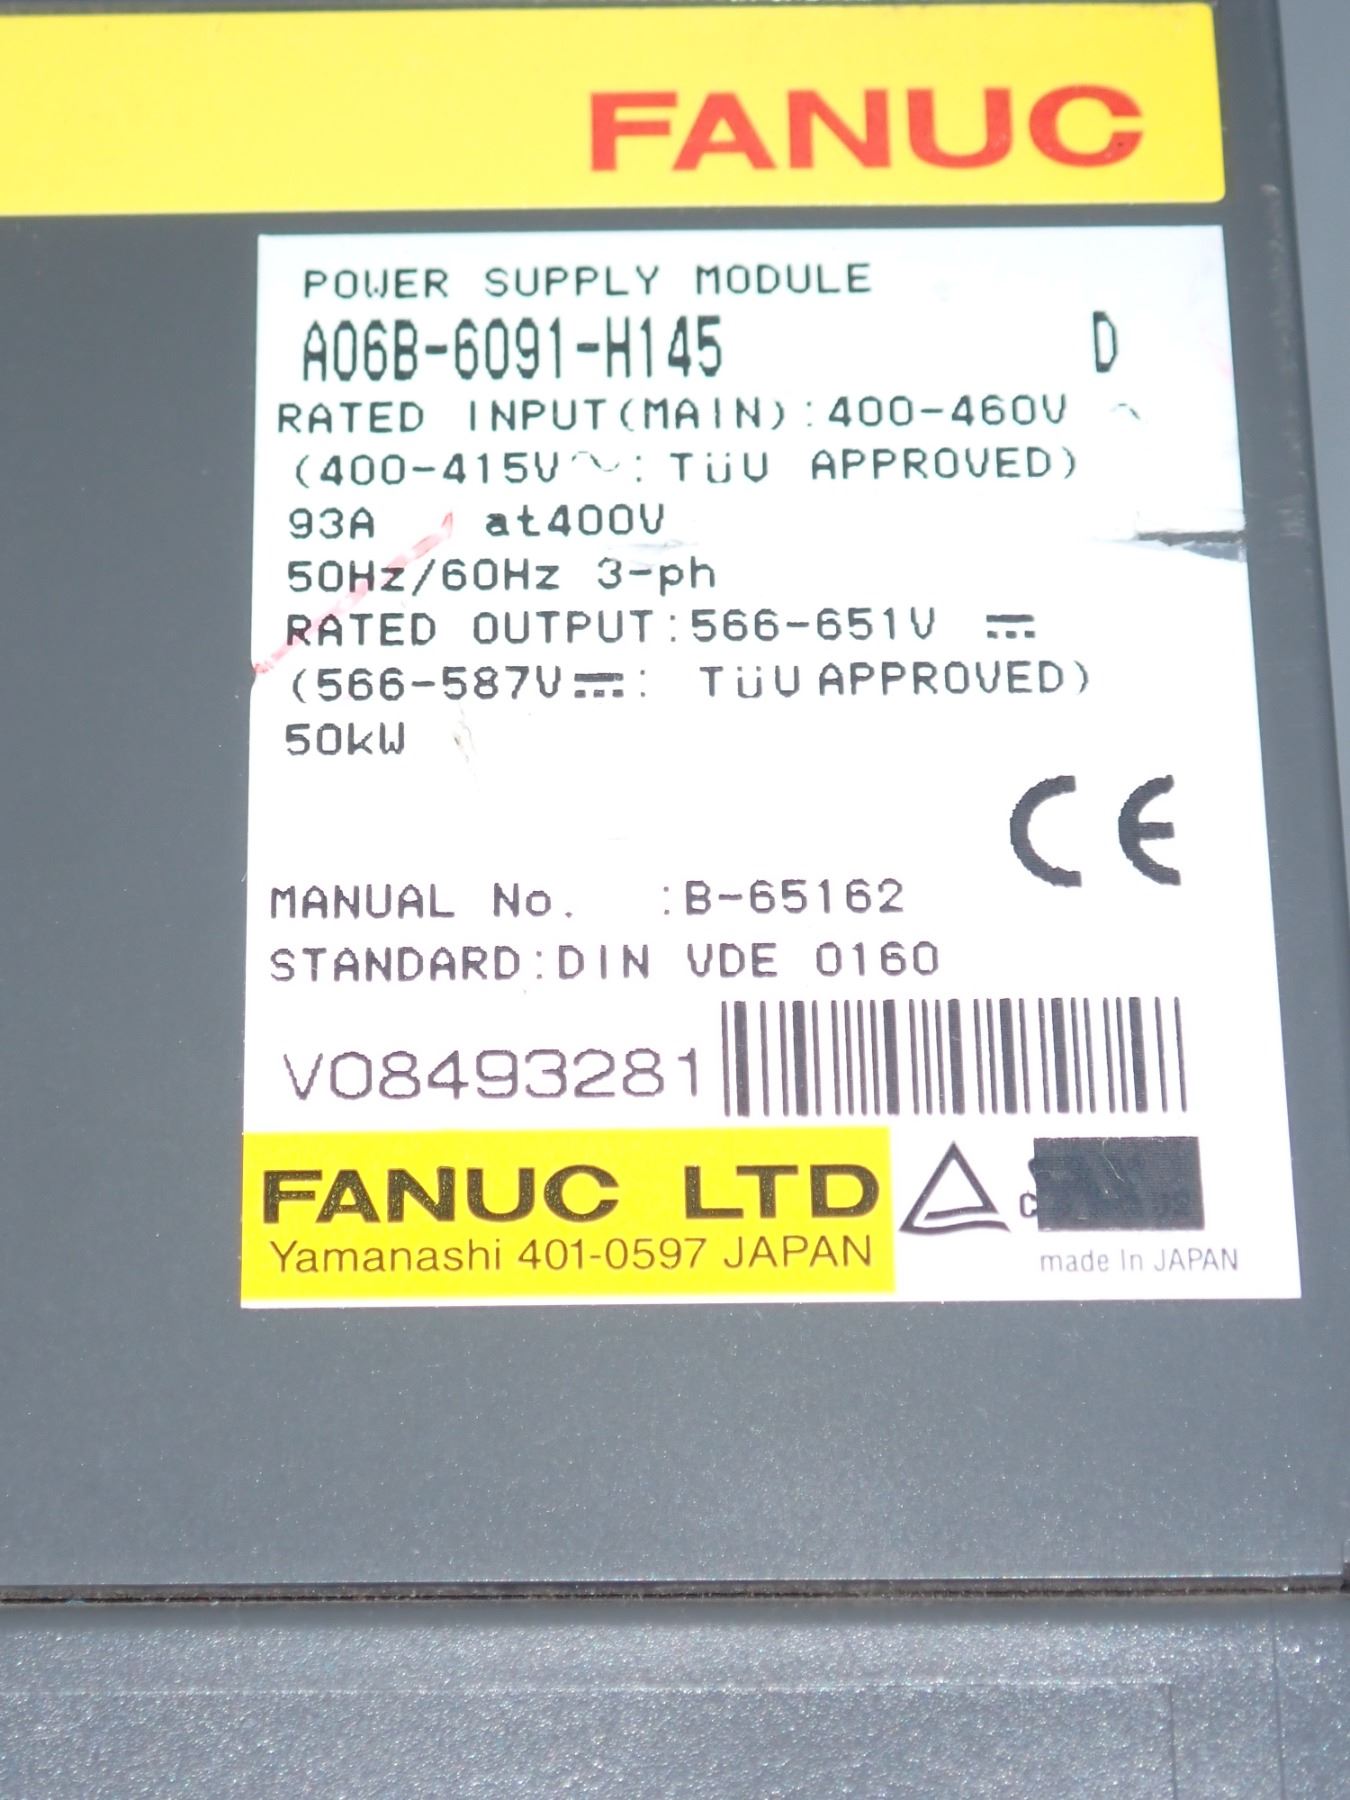 FANUC
POWER SUPPLY MODULE
A06B-6091-H145 D
RATED INPUT(MAIN):400-460V ~
(400-415V~: TüV APPROVED)
93A at400V
50Hz/60Hz 3-ph
RATED OUTPUT:566-651V ⎓
(566-587V⎓: TüV APPROVED)
50kW
CE
MANUAL No. :B-65162
STANDARD:DIN VDE 0160
V08493281
FANUC LTD
Yamanashi 401-0597 JAPAN
made In JAPAN